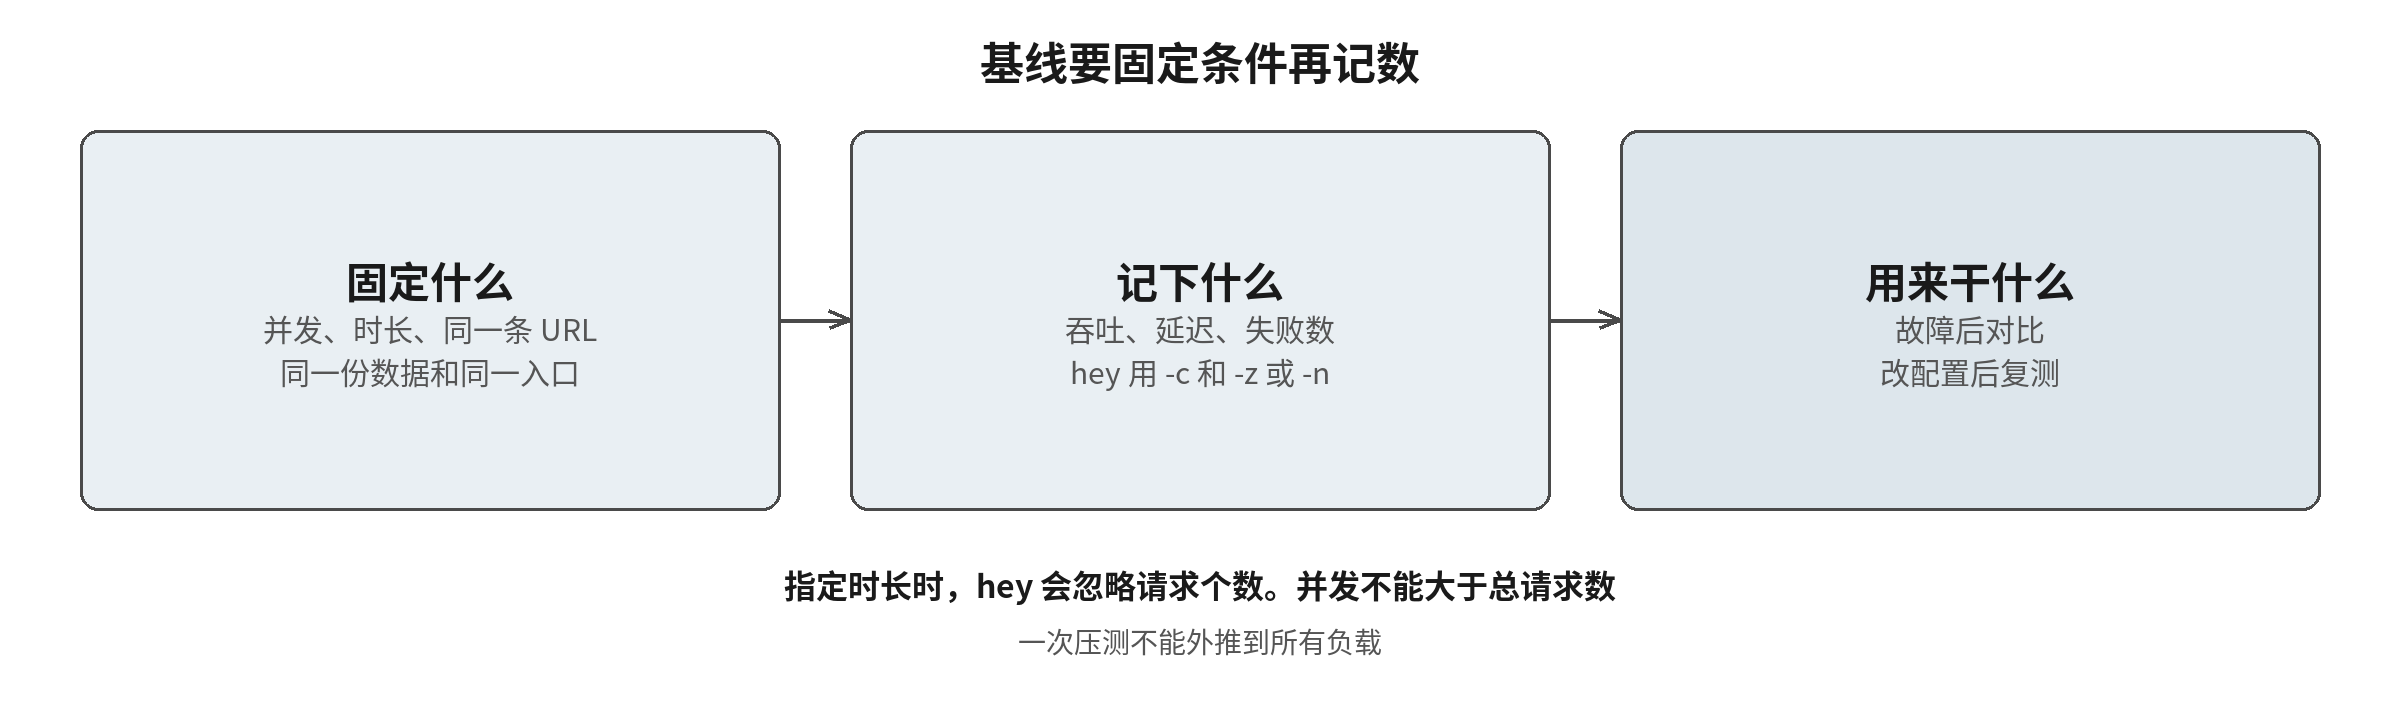 基线要固定条件再记数
固定什么
并发、时长、同一条 URL
同一份数据和同一入口
记下什么
吞吐、延迟、失败数
hey 用 -c 和 -z 或 -n
用来干什么
故障后对比
改配置后复测
指定时长时，hey 会忽略请求个数。并发不能大于总请求数
一次压测不能外推到所有负载